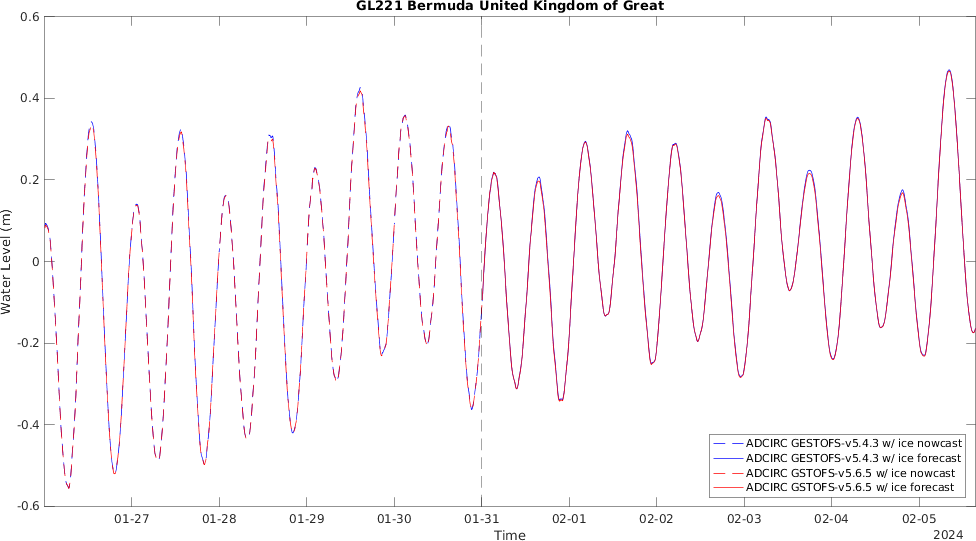 GL221 Bermuda United Kingdom of Great
0.6
0.4
0.2
0
-0.2
-0.4
-0.6
Water Level (m)
ADCIRC GESTOFS-v5.4.3 w/ ice nowcast
ADCIRC GESTOFS-v5.4.3 w/ ice forecast
ADCIRC GSTOFS-v5.6.5 w/ ice nowcast
ADCIRC GSTOFS-v5.6.5 w/ ice forecast
01-27 01-28 01-29 01-30 01-31 02-01 02-02 02-03 02-04 02-05
Time
2024